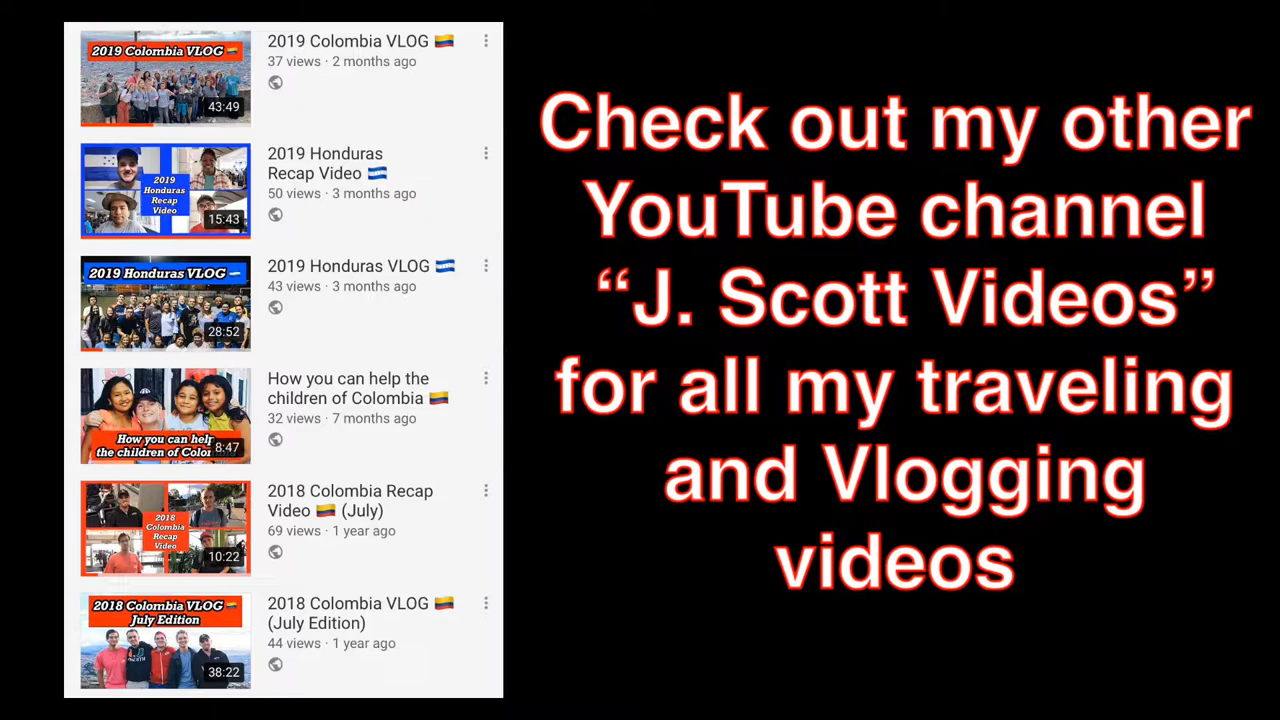 2019 Colombia VLOG 🇨🇴
43:49
2019 Colombia VLOG 🇨🇴
37 views · 2 months ago
2019
Honduras
Recap
Video
15:43
2019 Honduras
Recap Video 🇭🇳
50 views · 3 months ago
2019 Honduras VLOG
28:52
2019 Honduras VLOG 🇭🇳
43 views · 3 months ago
How you can help
the children of Colo
8:47
How you can help the
children of Colombia 🇨🇴
32 views · 7 months ago
2018
Colombia
Recap
Video
10:22
2018 Colombia Recap
Video 🇨🇴 (July)
69 views · 1 year ago
2018 Colombia VLOG 🇨🇴
July Edition
38:22
2018 Colombia VLOG 🇨🇴
(July Edition)
44 views · 1 year ago
Check out my other
YouTube channel
“J. Scott Videos”
for all my traveling
and Vlogging
videos